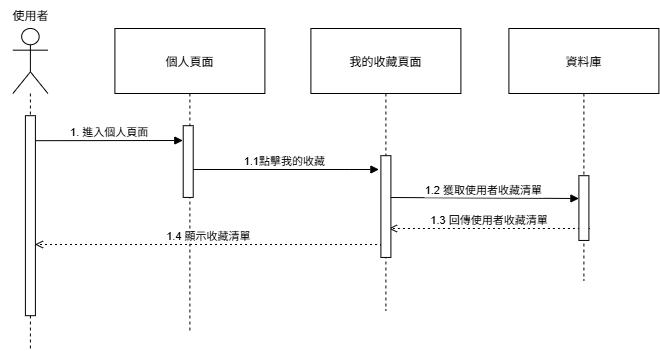 使用者
個人頁面
我的收藏頁面
資料庫
1. 進入個人頁面
1.1點擊我的收藏
1.2 獲取使用者收藏清單
1.3 回傳使用者收藏清單
1.4 顯示收藏清單